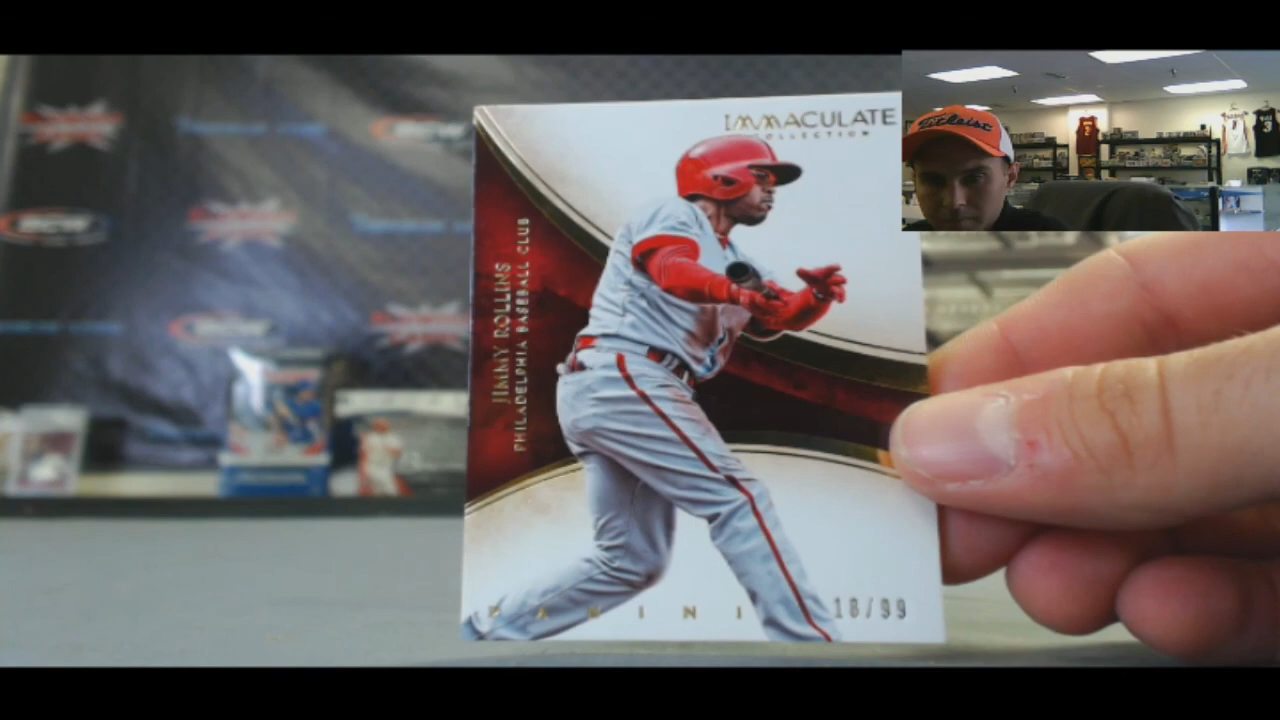 IMMACULATE
COLLECTION
Titleist
JIMMY ROLLINS
PHILADELPHIA BASEBALL CLUB
PANINI
18/99